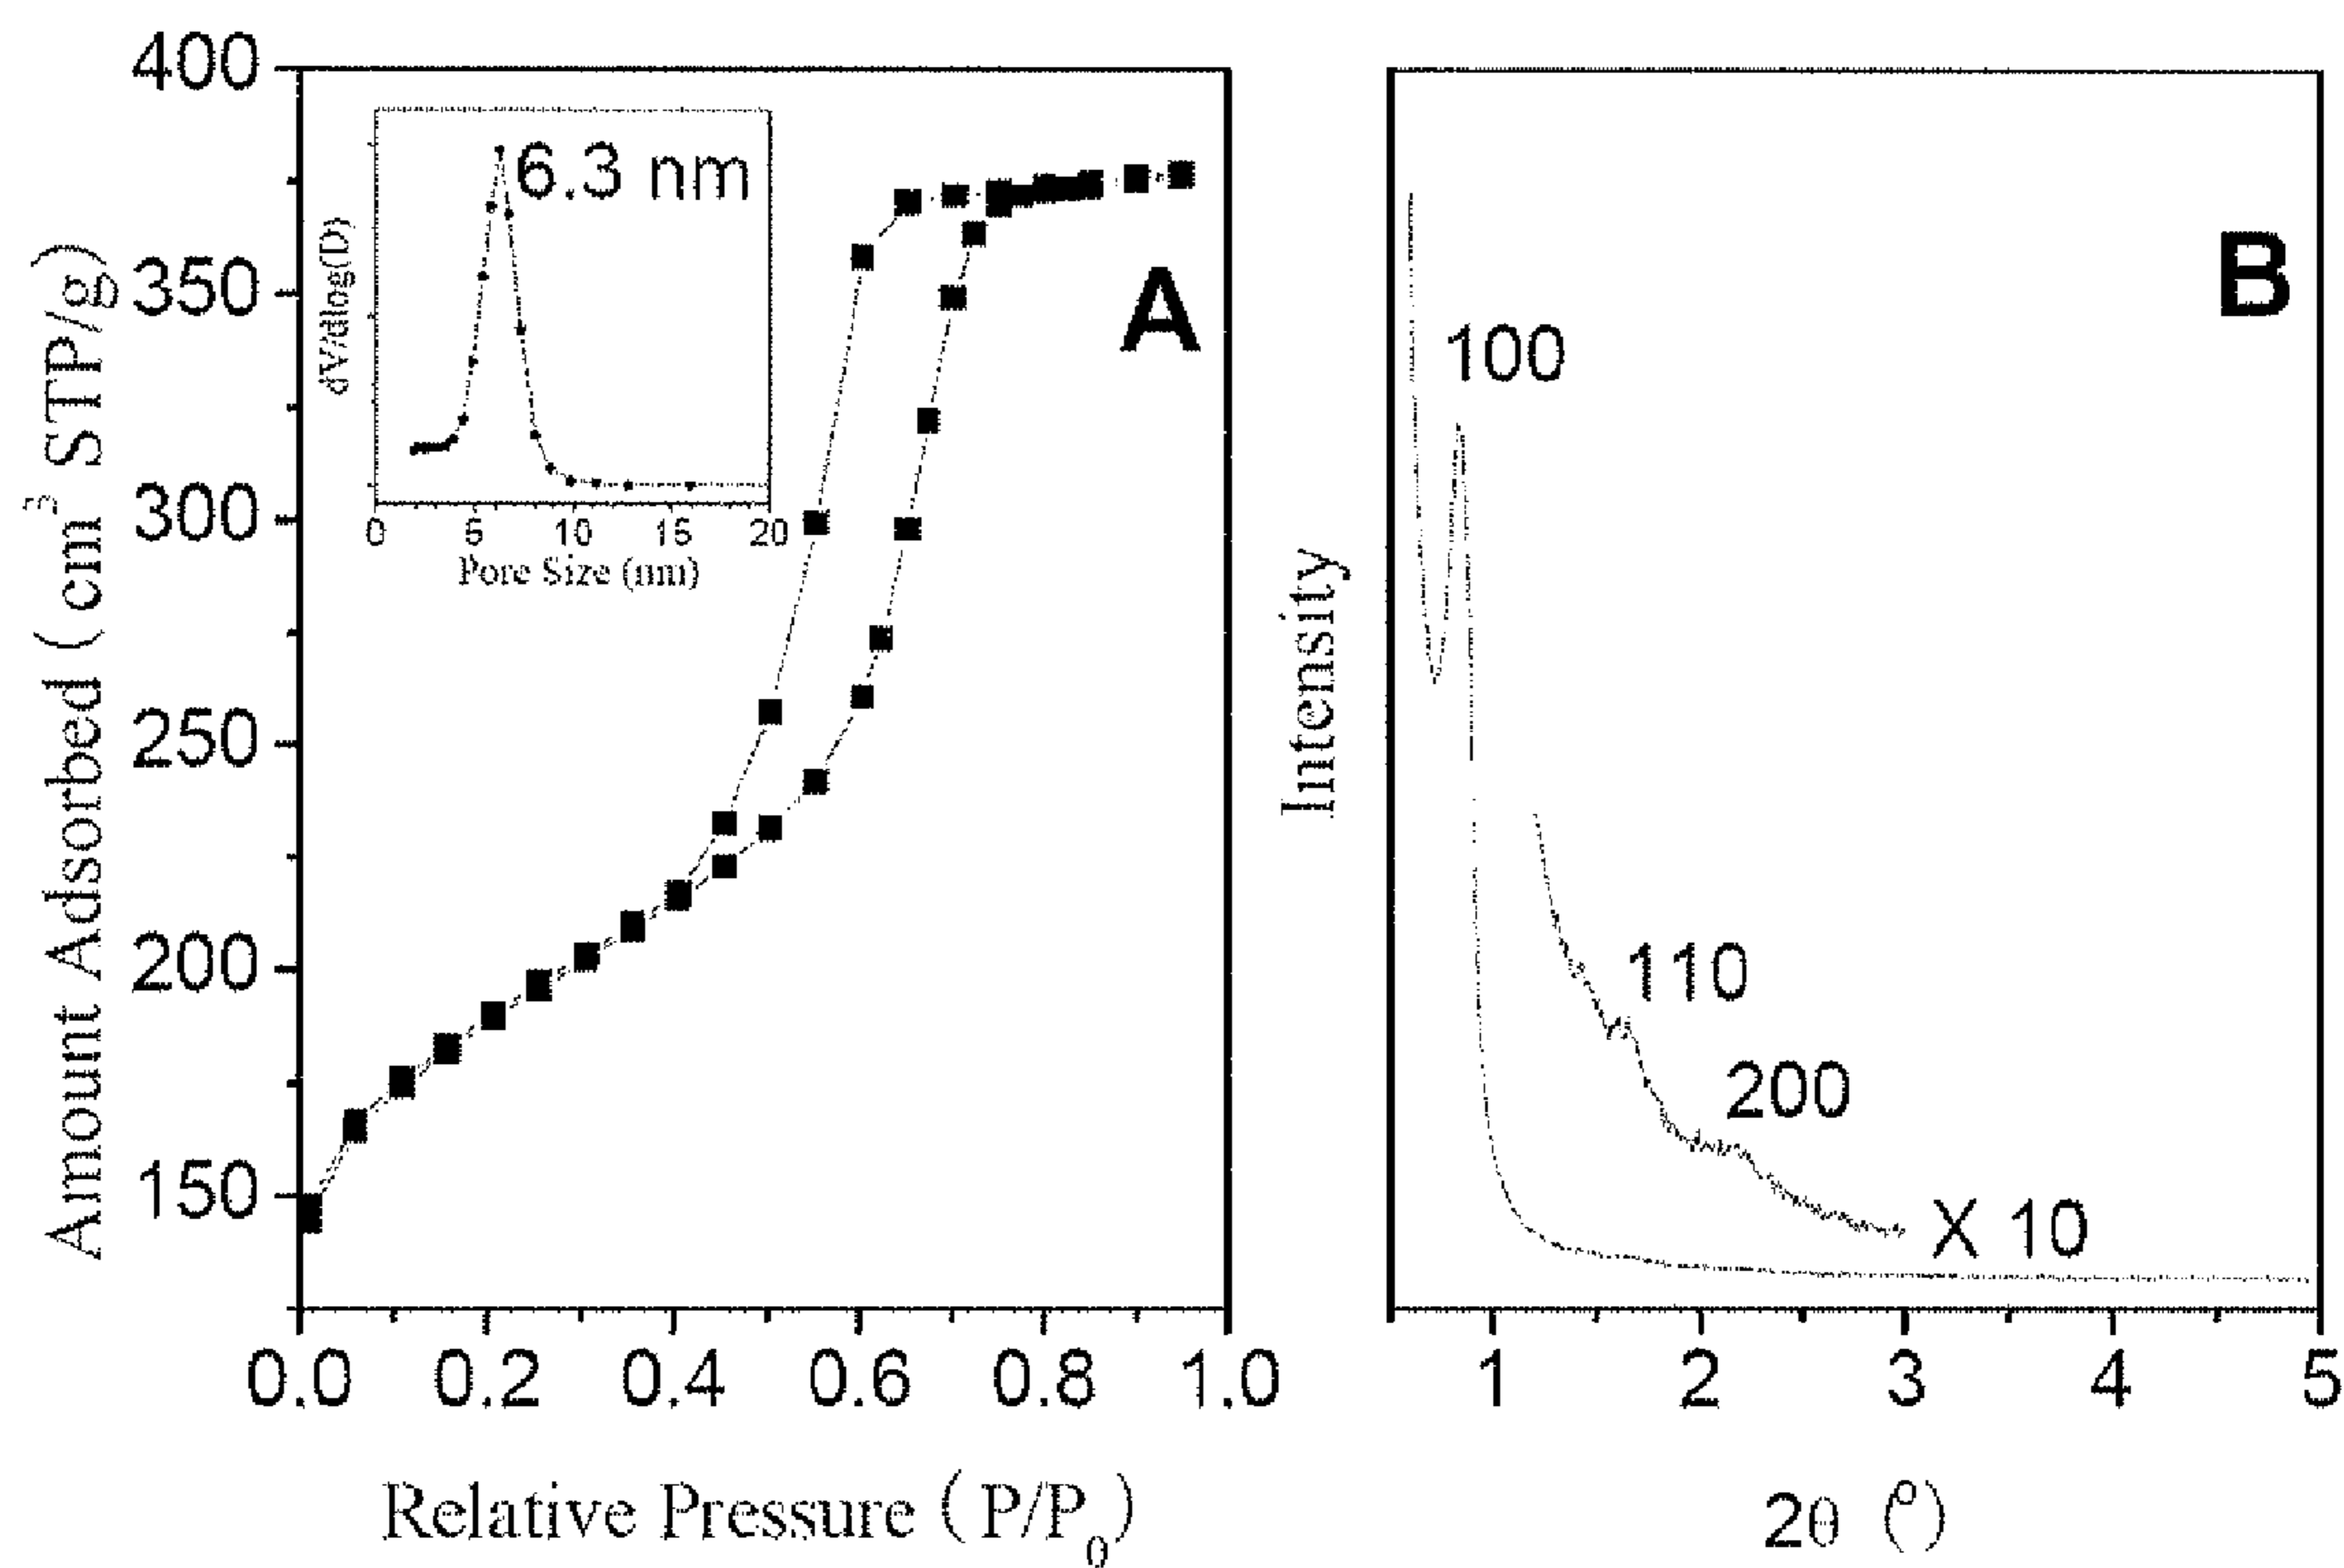 400
350
300
250
200
150
Amount Adsorbed (cm³ STP/g)
0.0 0.2 0.4 0.6 0.8 1.0
Relative Pressure (P/P₀)
A
6.3 nm
dV/dlog(D)
0 5 10 15 20
Pore Size (nm)
B
100
110
200
X 10
Intensity
1 2 3 4 5
2θ (°)